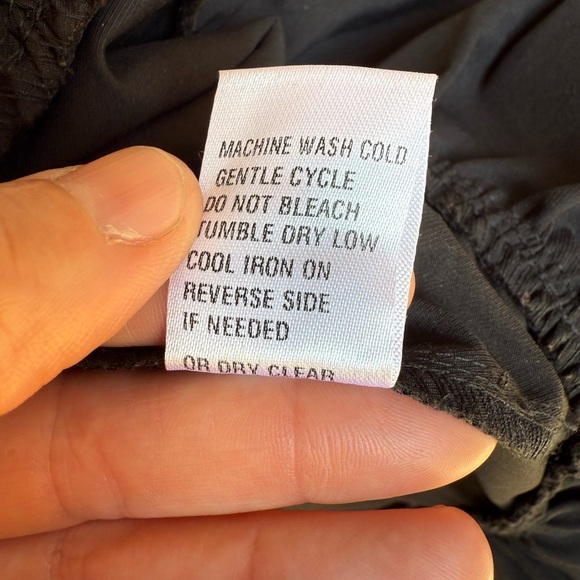 MACHINE WASH COLD
GENTLE CYCLE
DO NOT BLEACH
TUMBLE DRY LOW
COOL IRON ON
REVERSE SIDE
IF NEEDED
OR DRY CLEAR